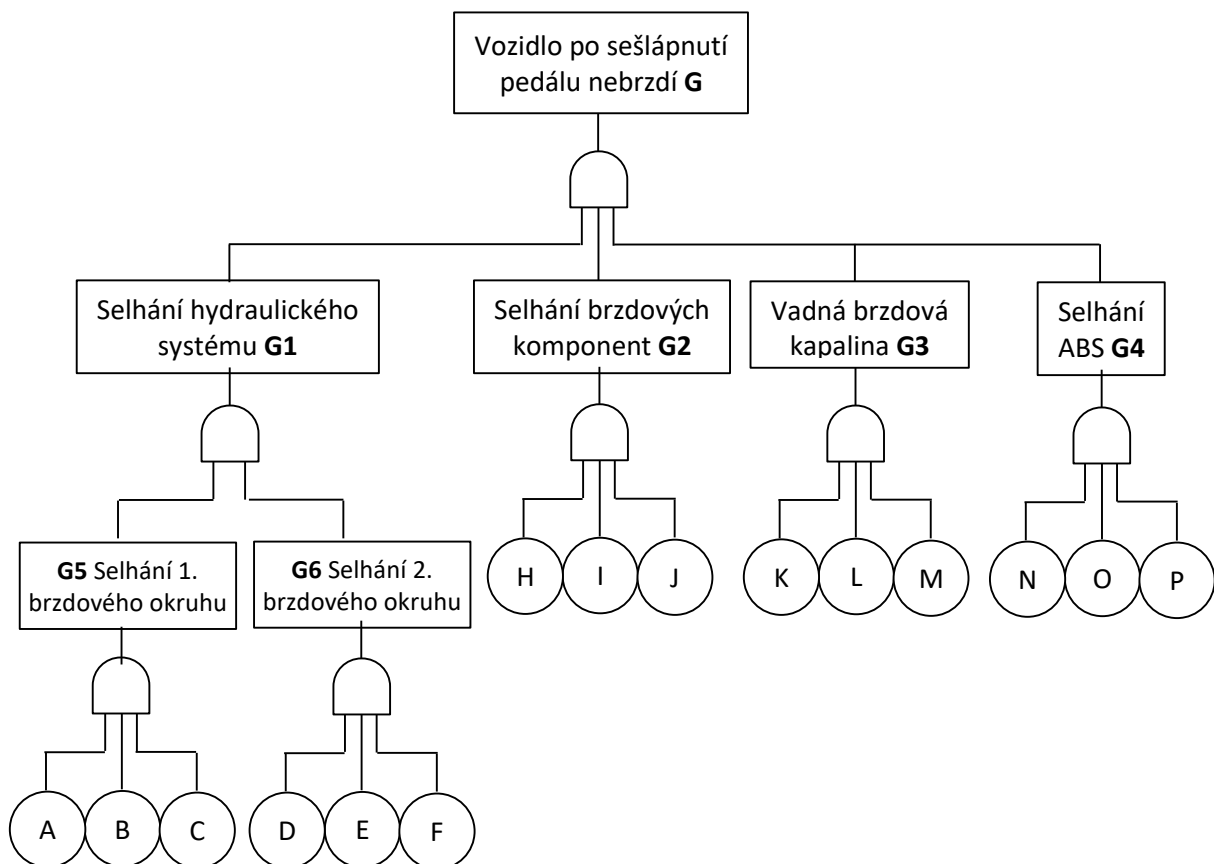 Vozidlo po sešlápnutí
pedálu nebrzdí G
Selhání hydraulického
systému G1
Selhání brzdových
komponent G2
Vadná brzdová
kapalina G3
Selhání
ABS G4
G5 Selhání 1.
brzdového okruhu
G6 Selhání 2.
brzdového okruhu
H
I
J
K
L
M
N
O
P
A
B
C
D
E
F